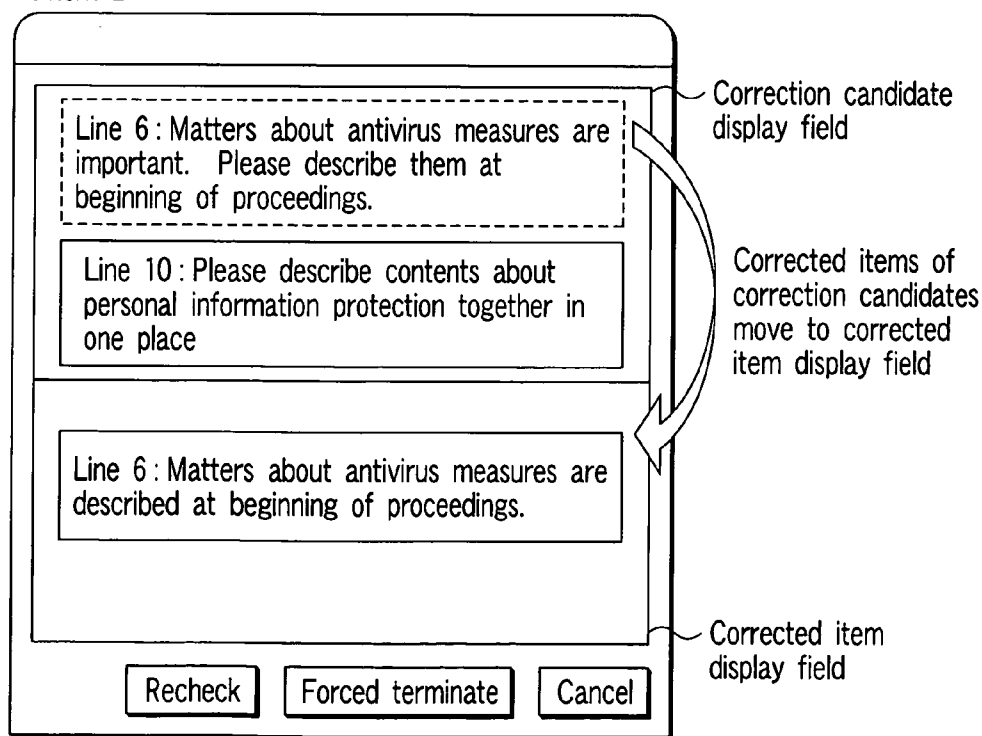 Correction candidate
display field
Line 6 : Matters about antivirus measures are
important. Please describe them at
beginning of proceedings.
Line 10 : Please describe contents about
personal information protection together in
one place
Corrected items of
correction candidates
move to corrected
item display field
Line 6 : Matters about antivirus measures are
described at beginning of proceedings.
Corrected item
display field
Recheck
Forced terminate
Cancel